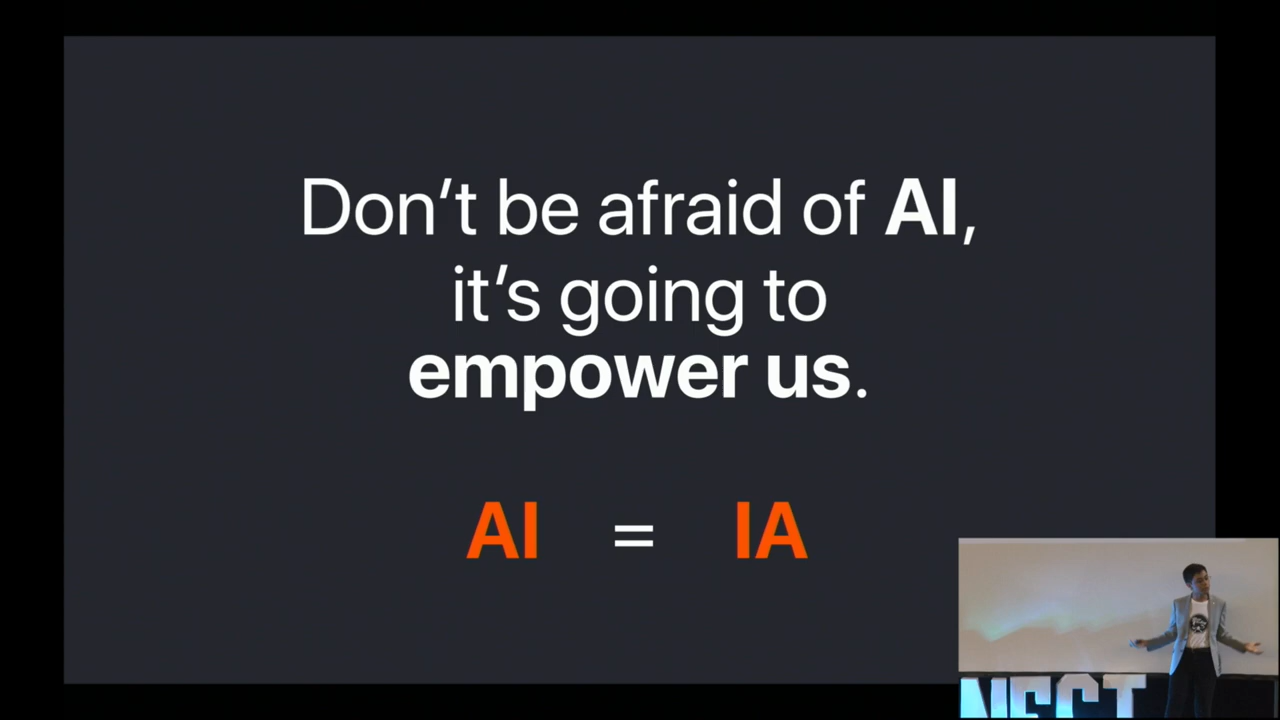 Don't be afraid of AI,
it's going to
empower us.
AI = IA